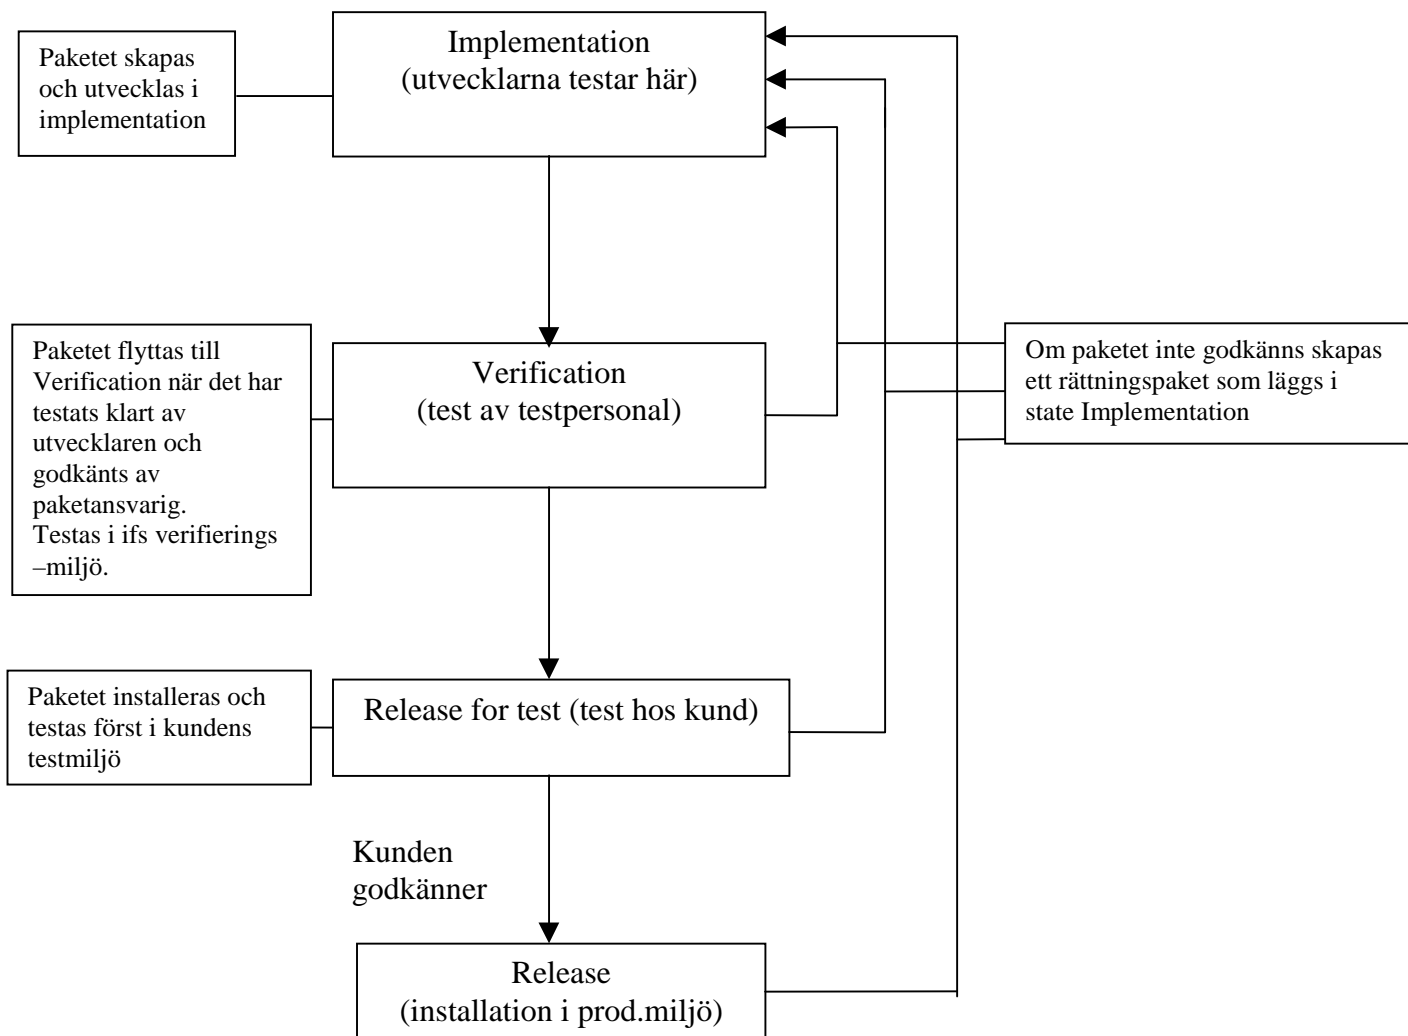 Implementation
(utvecklarna testar här)
Paketet skapas
och utvecklas i
implementation
Paketet flyttas till
Verification när det har
testats klart av
utvecklaren och
godkänts av
paketansvarig.
Testas i ifs verifierings
–miljö.
Verification
(test av testpersonal)
Om paketet inte godkänns skapas
ett rättningspaket som läggs i
state Implementation
Paketet installeras och
testas först i kundens
testmiljö
Release for test (test hos kund)
Kunden
godkänner
Release
(installation i prod.miljö)